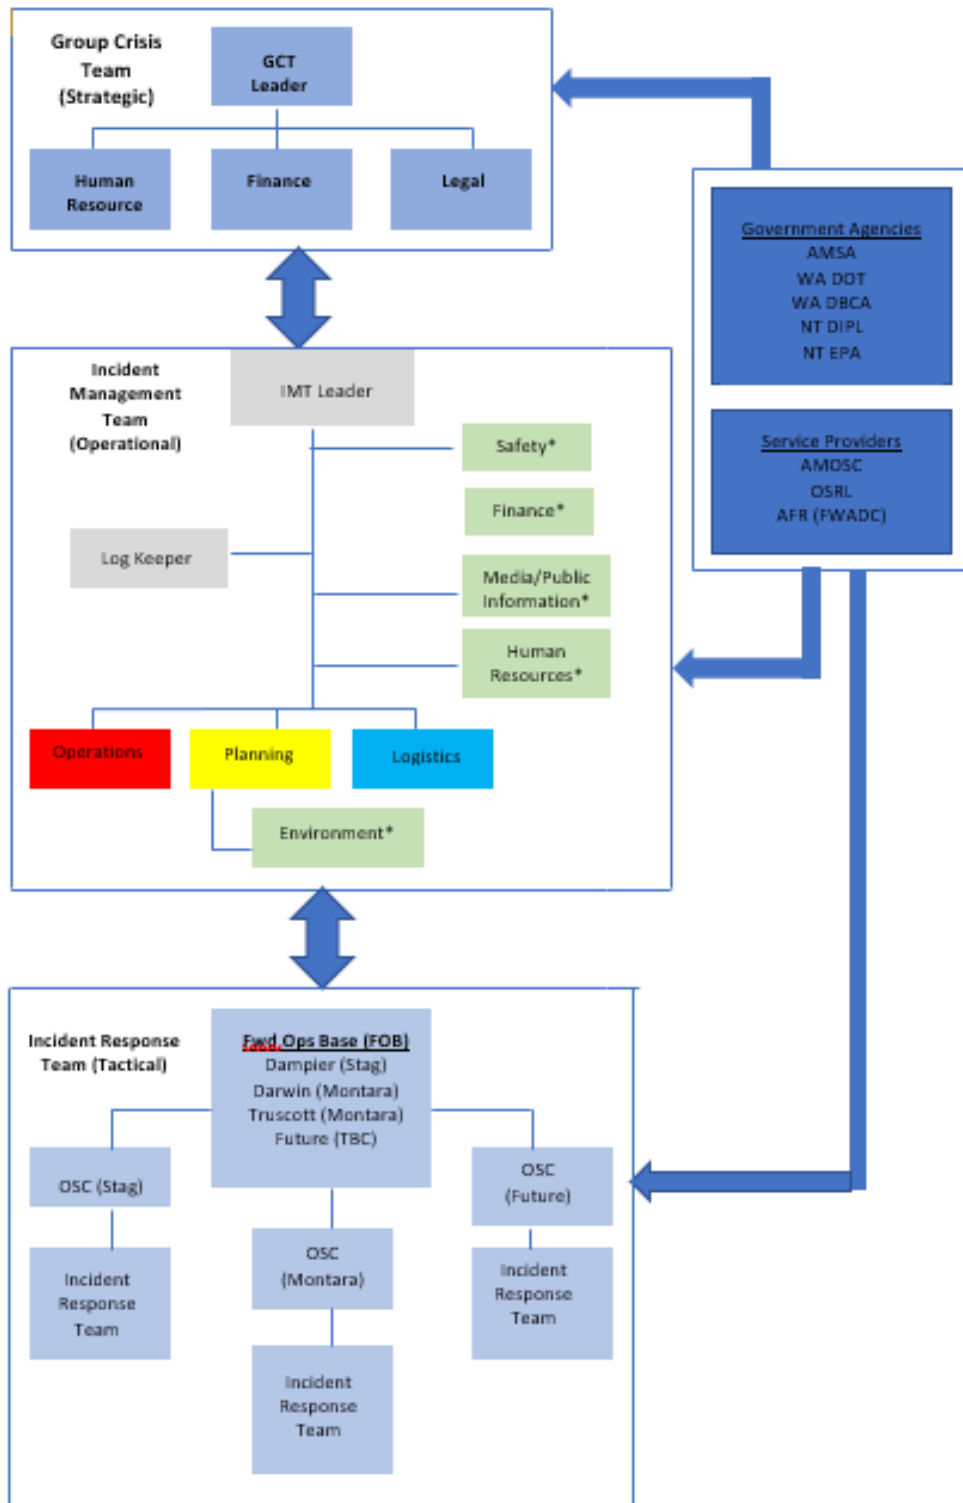 Group Crisis
Team
(Strategic)
GCT
Leader
Human
Resource
Finance
Legal
Government Agencies
AMSA
WA DOT
WA DBCA
NT DIPL
NT EPA
Service Providers
AMOSC
OSRL
AFR (FWADC)
Incident
Management
Team
(Operational)
IMT Leader
Safety*
Finance*
Log Keeper
Media/Public
Information*
Human
Resources*
Operations
Planning
Logistics
Environment*
Incident Response
Team (Tactical)
Fwd Ops Base (FOB)
Dampier (Stag)
Darwin (Montara)
Truscott (Montara)
Future (TBC)
OSC (Stag)
Incident
Response
Team
OSC
(Montara)
Incident
Response
Team
OSC
(Future)
Incident
Response
Team